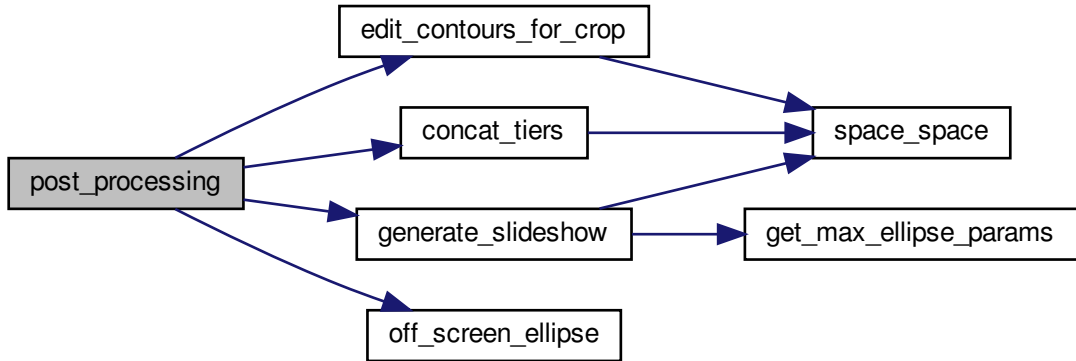 post_processing
edit_contours_for_crop
concat_tiers
generate_slideshow
off_screen_ellipse
space_space
get_max_ellipse_params